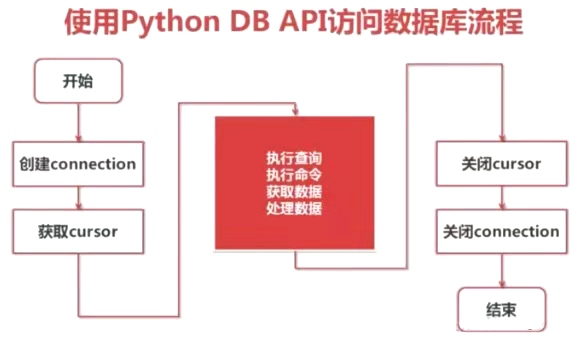 使用Python DB API访问数据库流程
开始
创建connection
获取cursor
执行查询
执行命令
获取数据
处理数据
关闭cursor
关闭connection
结束